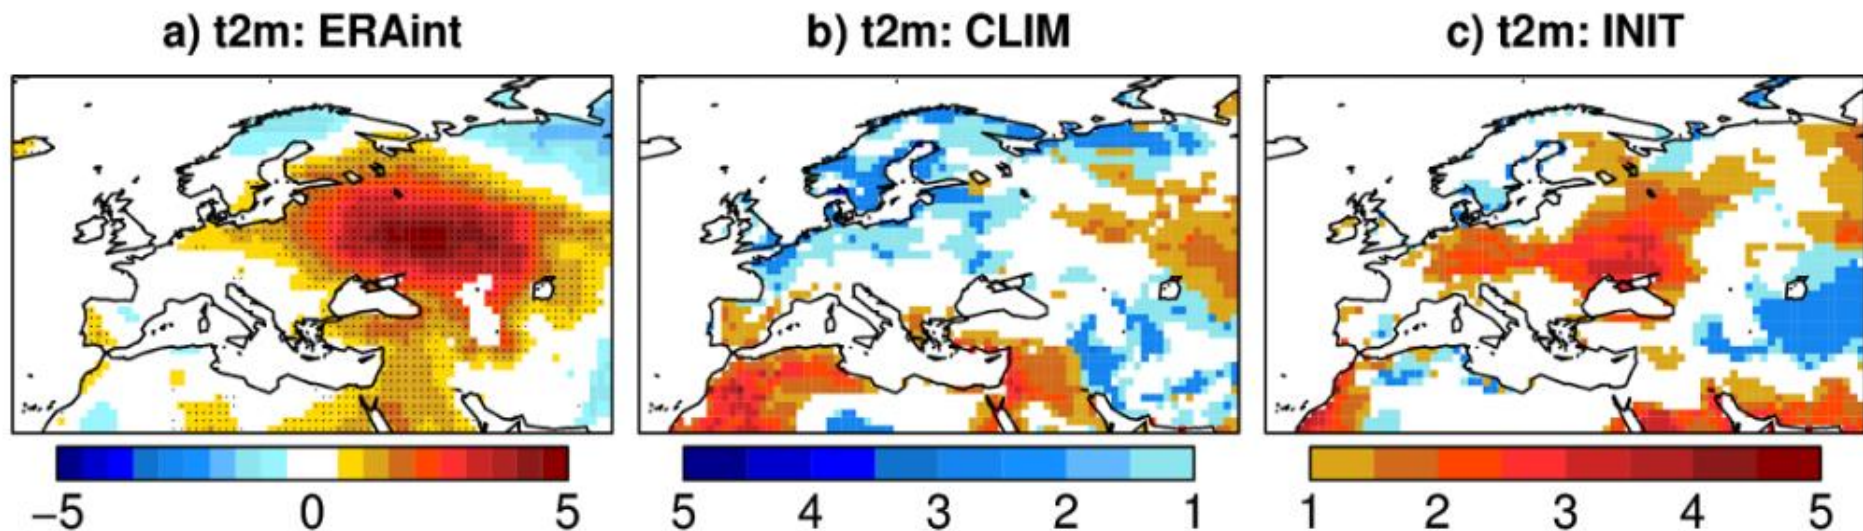 a) t2m: ERAint
b) t2m: CLIM
c) t2m: INIT
−5 0 5
5 4 3 2 1
1 2 3 4 5